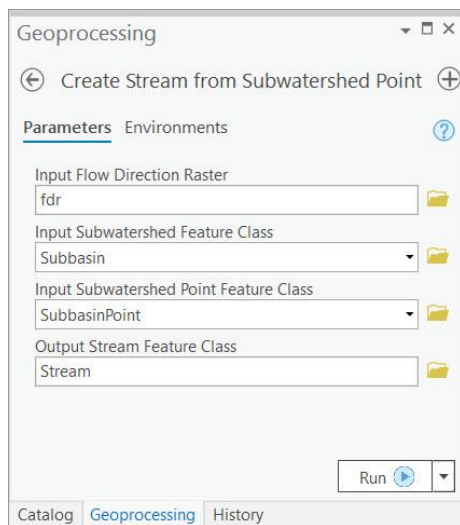 Geoprocessing
Create Stream from Subwatershed Point
Parameters Environments
Input Flow Direction Raster
fdr
Input Subwatershed Feature Class
Subbasin
Input Subwatershed Point Feature Class
SubbasinPoint
Output Stream Feature Class
Stream
Run
Catalog Geoprocessing History